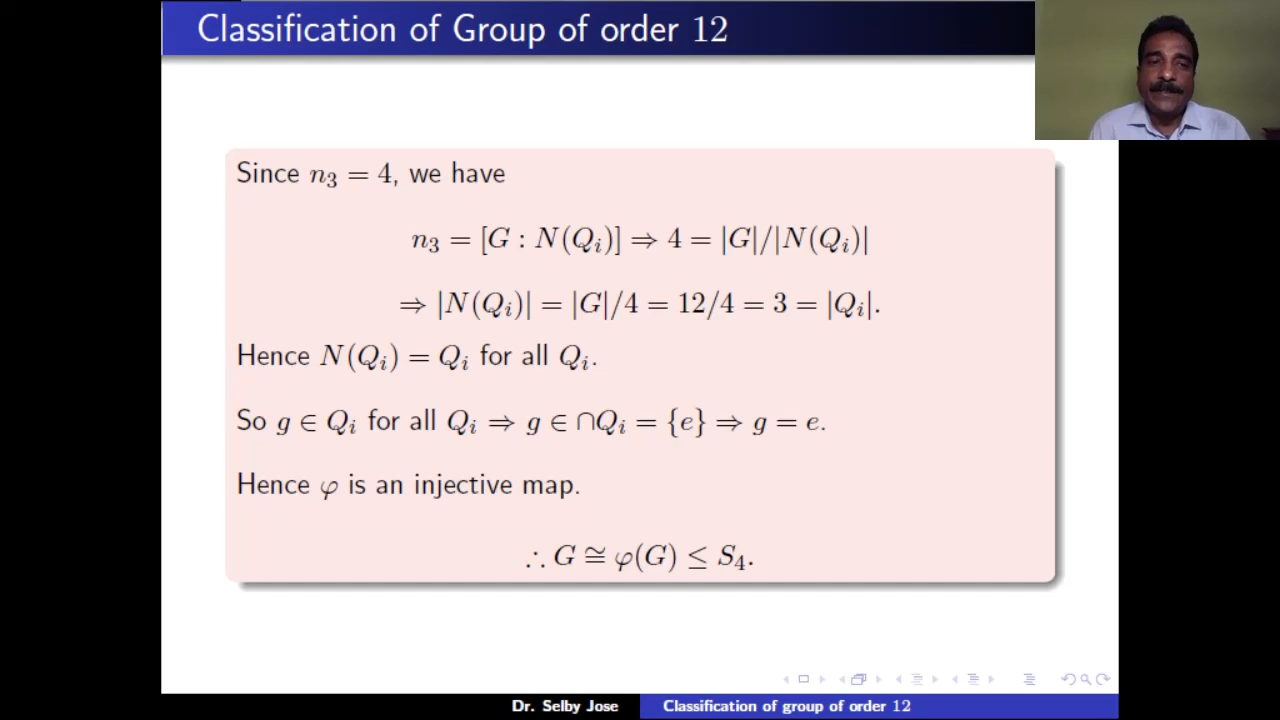 Classification of Group of order 12
Since n₃ = 4, we have
n₃ = [G : N(Qᵢ)] ⇒ 4 = |G|/|N(Qᵢ)|
⇒ |N(Qᵢ)| = |G|/4 = 12/4 = 3 = |Qᵢ|.
Hence N(Qᵢ) = Qᵢ for all Qᵢ.
So g ∈ Qᵢ for all Qᵢ ⇒ g ∈ ∩Qᵢ = {e} ⇒ g = e.
Hence φ is an injective map.
∴ G ≅ φ(G) ≤ S₄.
Dr. Selby Jose
Classification of group of order 12